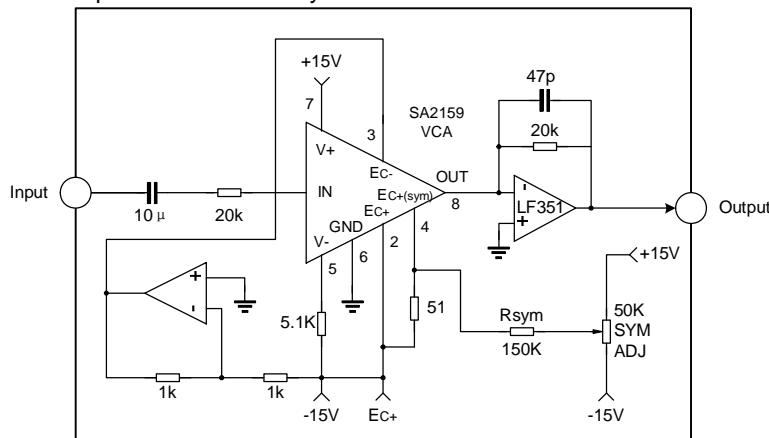 +15V
7
V+
3
SA2159
VCA
47p
20k
EC-
OUT
Input
IN
EC+(sym)
8
-
LF351
+
Output
10 μ
20k
GND
EC+
V-
5
6
2
4
+15V
+
-
5.1K
51
Rsym
150K
50K
SYM
ADJ
1k
1k
-15V
EC+
-15V